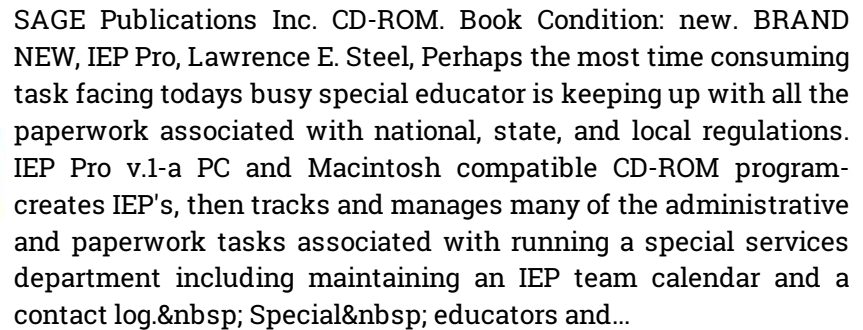 SAGE Publications Inc. CD-ROM. Book Condition: new. BRAND
NEW, IEP Pro, Lawrence E. Steel, Perhaps the most time consuming
task facing todays busy special educator is keeping up with all the
paperwork associated with national, state, and local regulations.
IEP Pro v.1-a PC and Macintosh compatible CD-ROM program-
creates IEP's, then tracks and manages many of the administrative
and paperwork tasks associated with running a special services
department including maintaining an IEP team calendar and a
contact log.&nbsp; Special&nbsp; educators and...